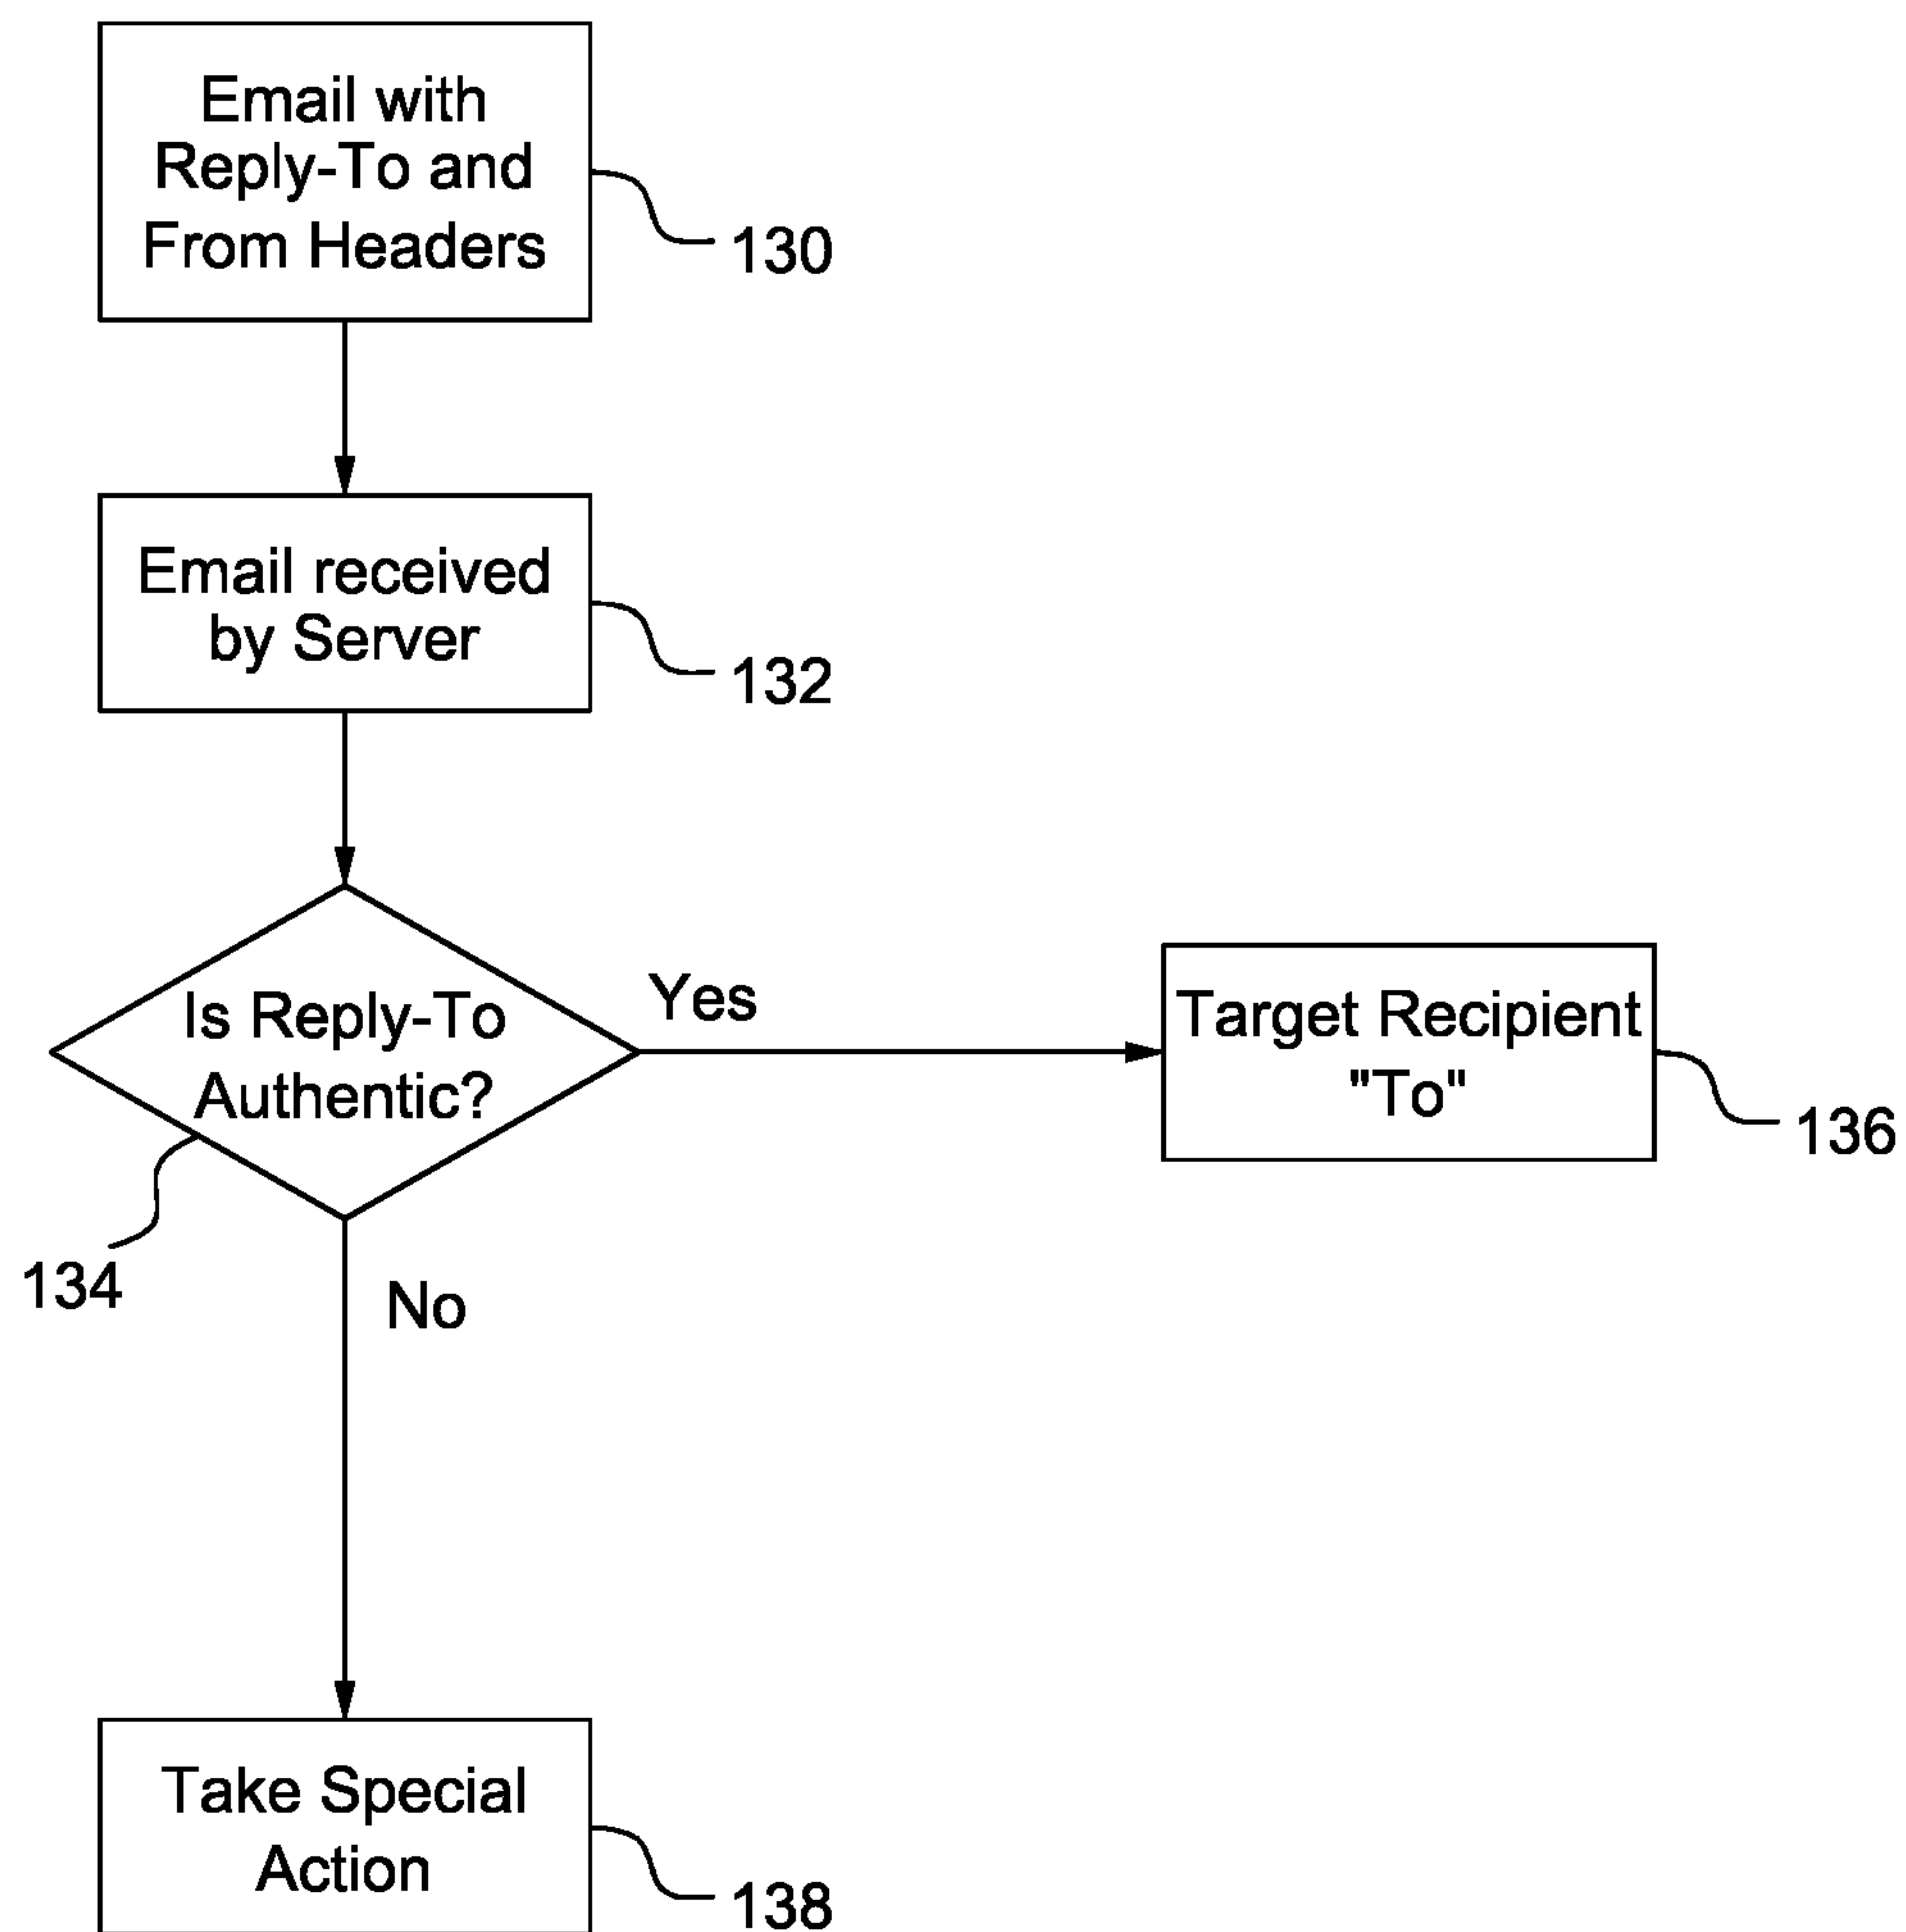 Email with
Reply-To and
From Headers
130
Email received
by Server
132
Is Reply-To
Authentic?
Yes
Target Recipient
"To"
136
134
No
Take Special
Action
138